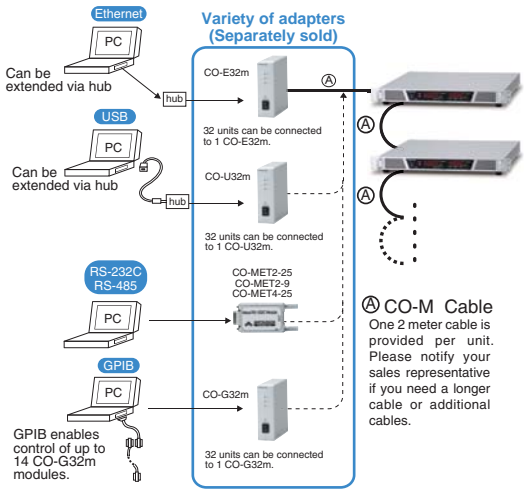 Ethernet
PC
Can be
extended via hub
hub
USB
PC
Can be
extended via hub
hub
RS-232C
RS-485
PC
GPIB
PC
GPIB enables
control of up to
14 CO-G32m
modules.
Variety of adapters
(Separately sold)
CO-E32m
32 units can be connected
to 1 CO-E32m.
CO-U32m
32 units can be connected
to 1 CO-U32m.
CO-MET2-25
CO-MET2-9
CO-MET4-25
CO-G32m
32 units can be connected
to 1 CO-G32m.
A
A
A
A CO-M Cable
One 2 meter cable is
provided per unit.
Please notify your
sales representative
if you need a longer
cable or additional
cables.